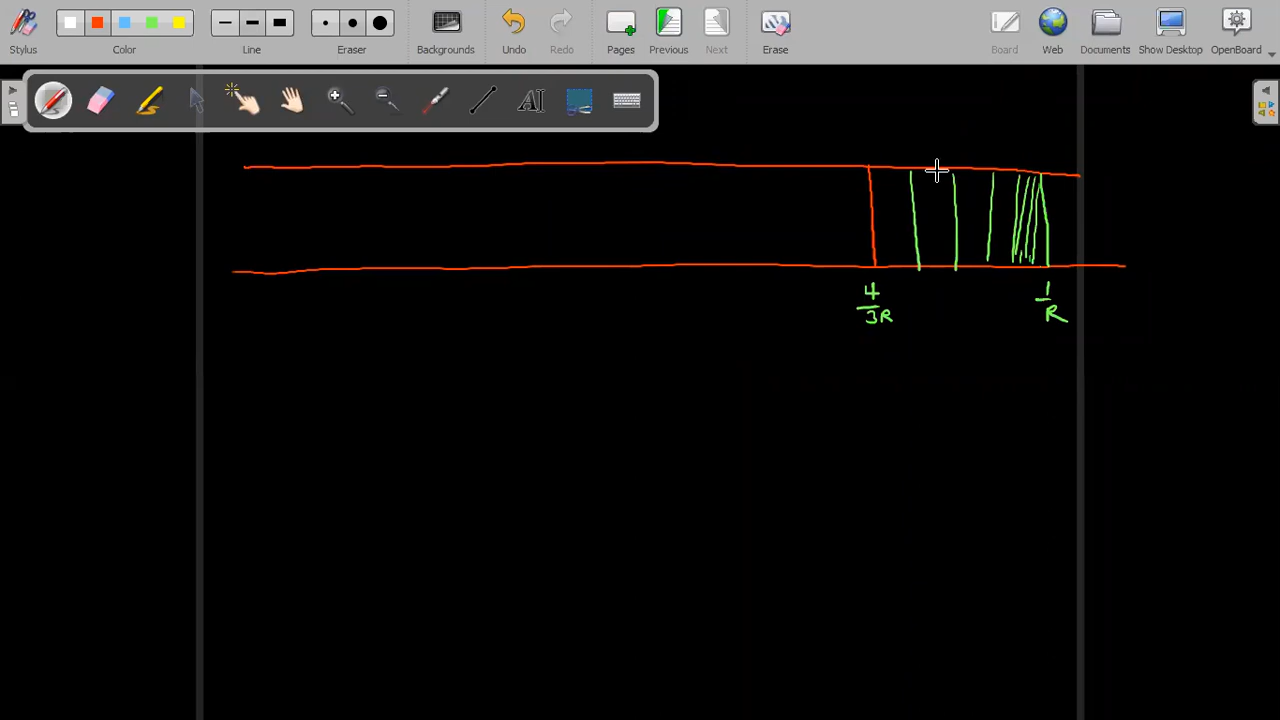 Stylus Color Line Eraser Backgrounds Undo Redo Pages Previous Next Erase Board Web Documents Show Desktop OpenBoard
AI
4/3R 1/R